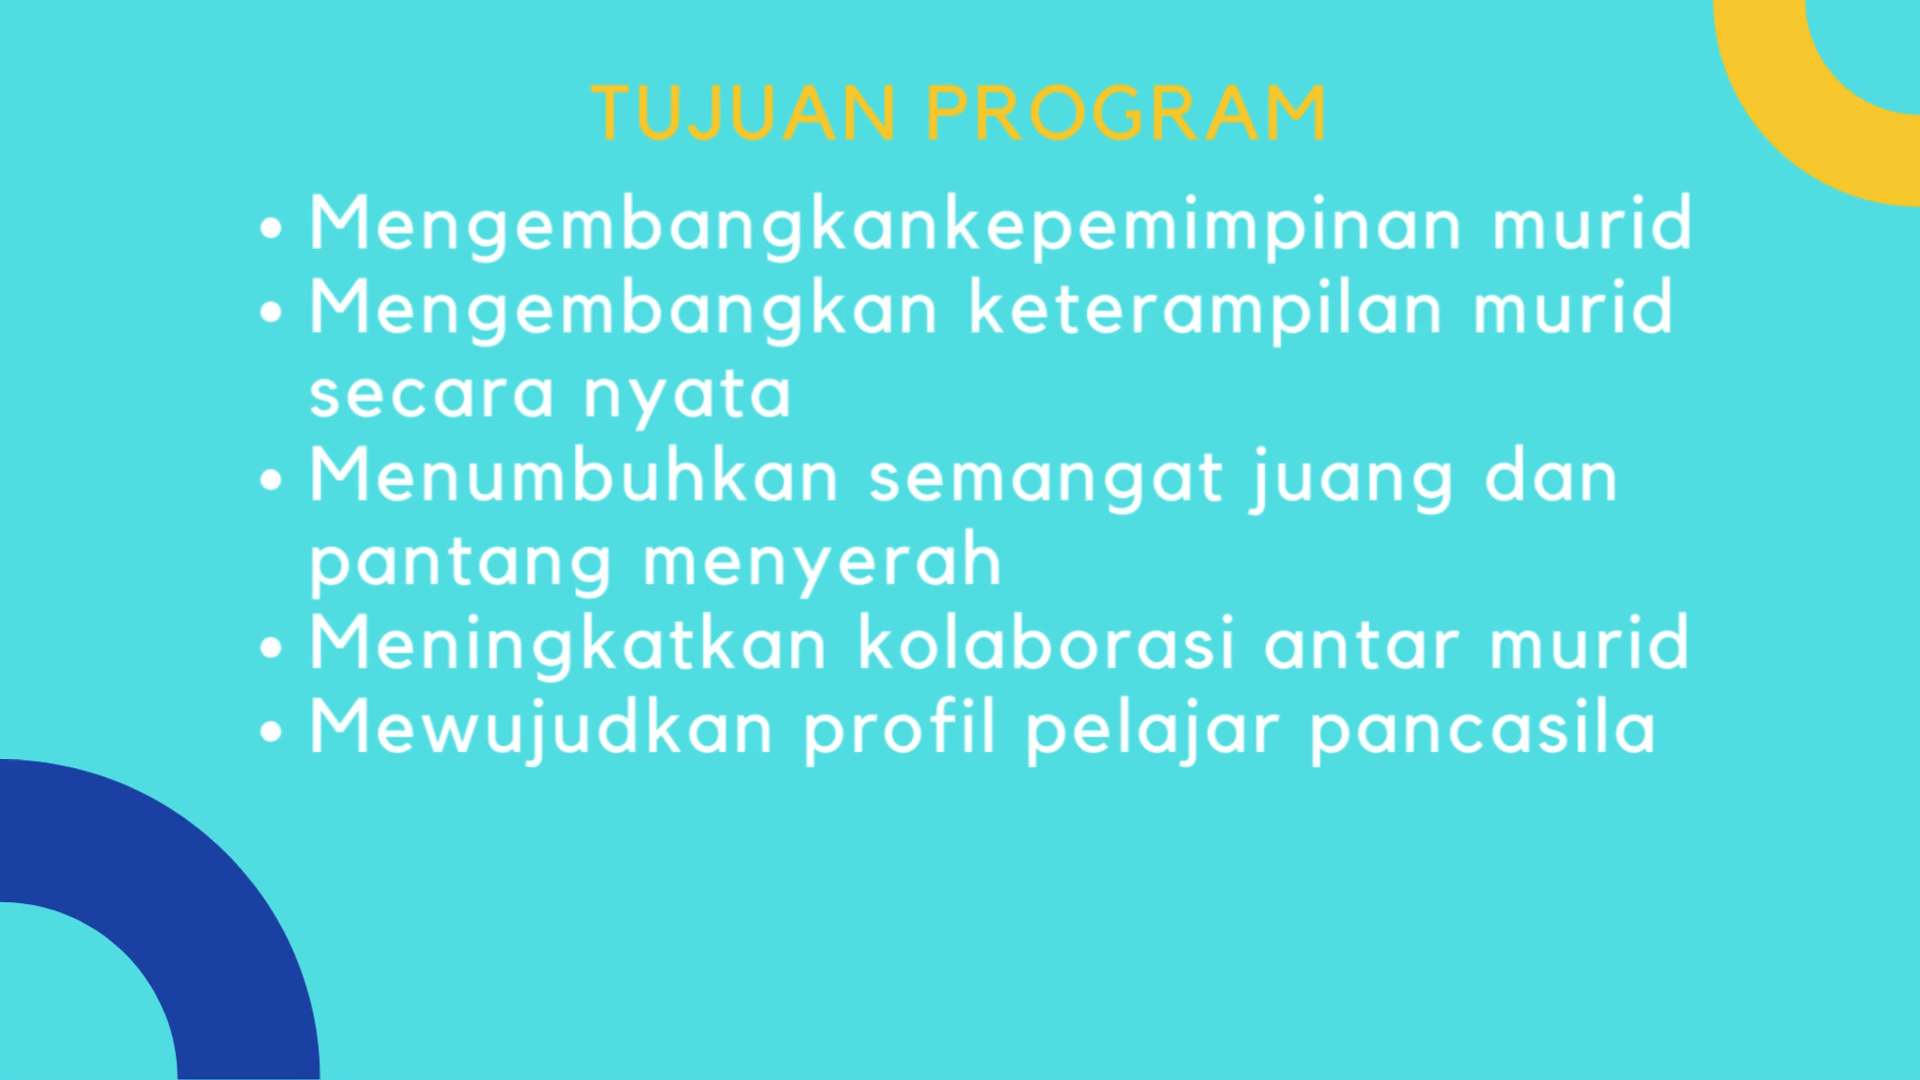 TUJUAN PROGRAM
• Mengembangkankepemimpinan murid
• Mengembangkan keterampilan murid
secara nyata
• Menumbuhkan semangat juang dan
pantang menyerah
• Meningkatkan kolaborasi antar murid
• Mewujudkan profil pelajar pancasila